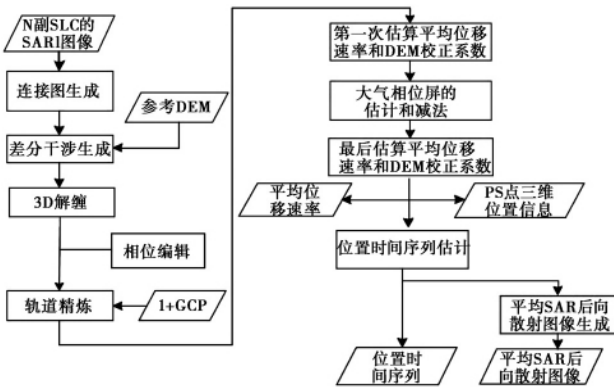 N副SLC的
SAR1图像
连接图生成
参考DEM
差分干涉生成
3D解缠
相位编辑
轨道精炼
1+GCP
第一次估算平均位移
速率和DEM校正系数
大气相位屏的
估计和减法
最后估算平均位移
速率和DEM校正系数
平均位
移速率
PS点三维
位置信息
位置时间序列估计
平均SAR后向
散射图像生成
位置时
间序列
平均SAR后
向散射图像